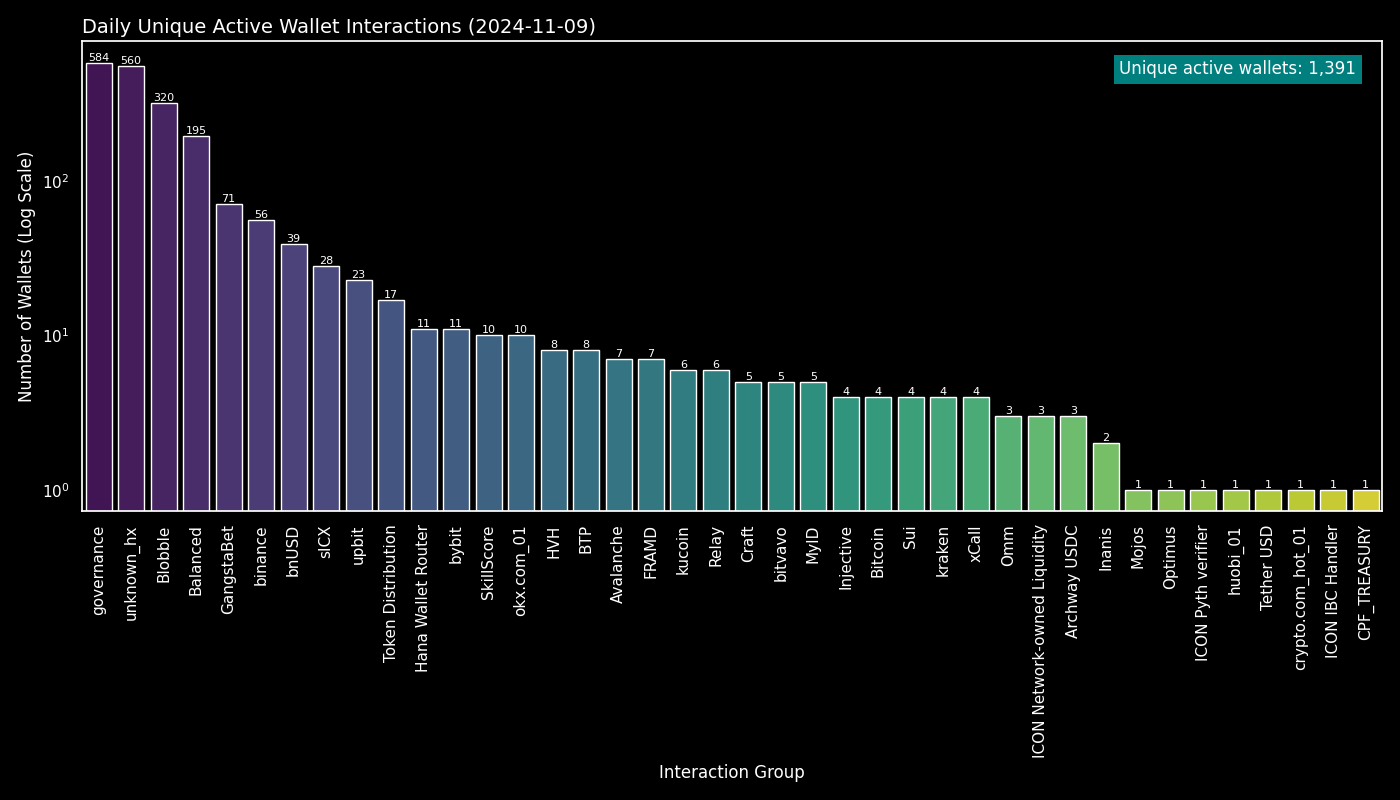 Daily Unique Active Wallet Interactions (2024-11-09)
Unique active wallets: 1,391
Number of Wallets (Log Scale)
10²
10¹
10⁰
584
560
320
195
71
56
39
28
23
17
11
11
10
10
8
8
7
7
6
6
5
5
5
4
4
4
4
4
3
3
3
2
1
1
1
1
1
1
1
1
governance
unknown_hx
Blobble
Balanced
GangstaBet
binance
bnUSD
sICX
upbit
Token Distribution
Hana Wallet Router
bybit
SkillScore
okx.com_01
HVH
BTP
Avalanche
FRAMD
kucoin
Relay
Craft
bitvavo
MyID
Injective
Bitcoin
Sui
kraken
xCall
Omm
ICON Network-owned Liquidity
Archway USDC
Inanis
Mojos
Optimus
ICON Pyth verifier
huobi_01
Tether USD
crypto.com_hot_01
ICON IBC Handler
CPF_TREASURY
Interaction Group